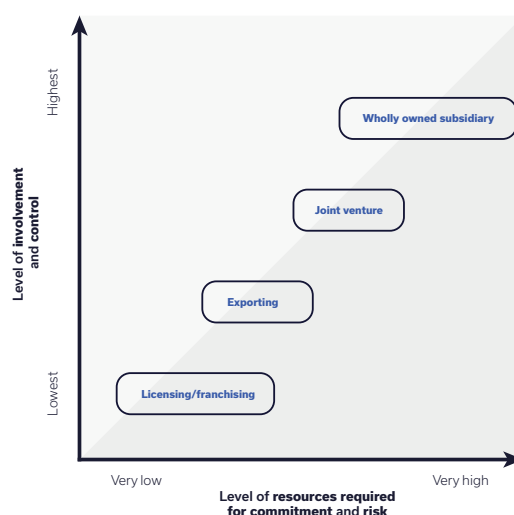 Highest
Wholly owned subsidiary
Level of involvement
and control
Joint venture
Exporting
Lowest
Licensing/franchising
Very low
Very high
Level of resources required
for commitment and risk